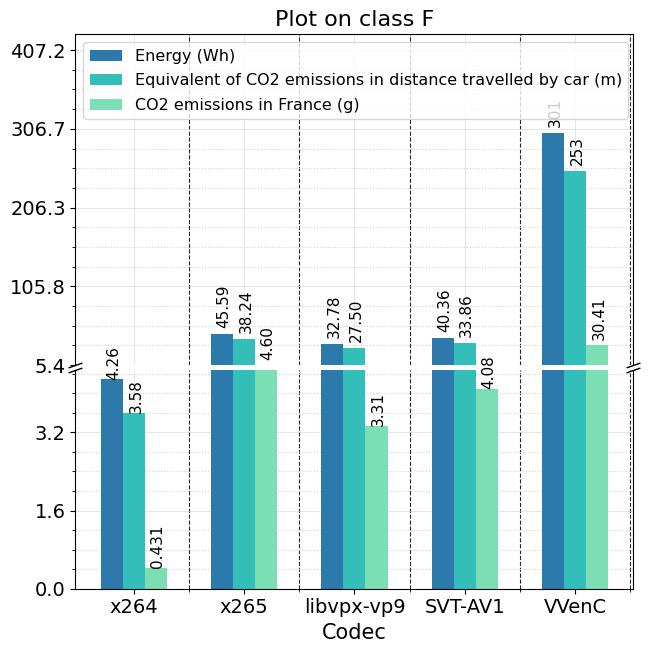 Plot on class F
Energy (Wh)
Equivalent of CO2 emissions in distance travelled by car (m)
CO2 emissions in France (g)
407.2
306.7
206.3
105.8
5.4
3.2
1.6
0.0
4.26
3.58
0.431
45.59
38.24
4.60
32.78
27.50
3.31
40.36
33.86
4.08
301
253
30.41
x264
x265
libvpx-vp9
SVT-AV1
VVenC
Codec